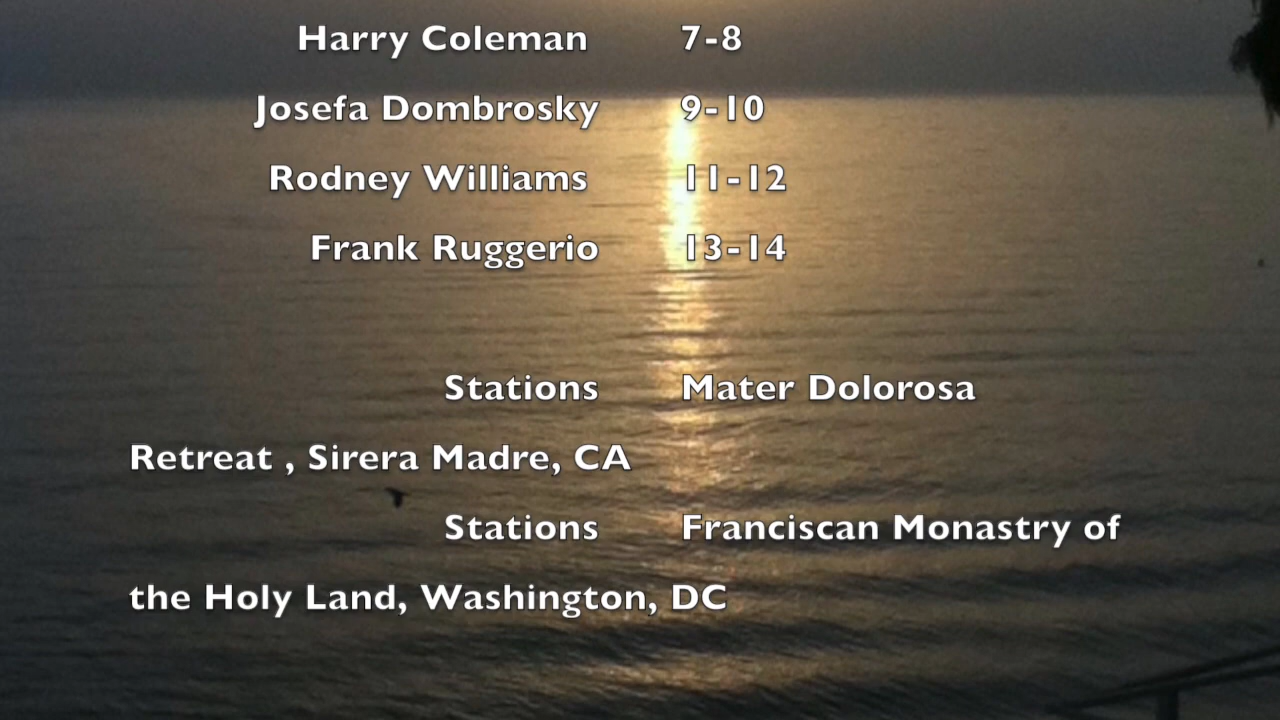 Harry Coleman 7-8
Josefa Dombrosky 9-10
Rodney Williams 11-12
Frank Ruggerio 13-14
Stations Mater Dolorosa
Retreat , Sirera Madre, CA
Stations Franciscan Monastry of
the Holy Land, Washington, DC